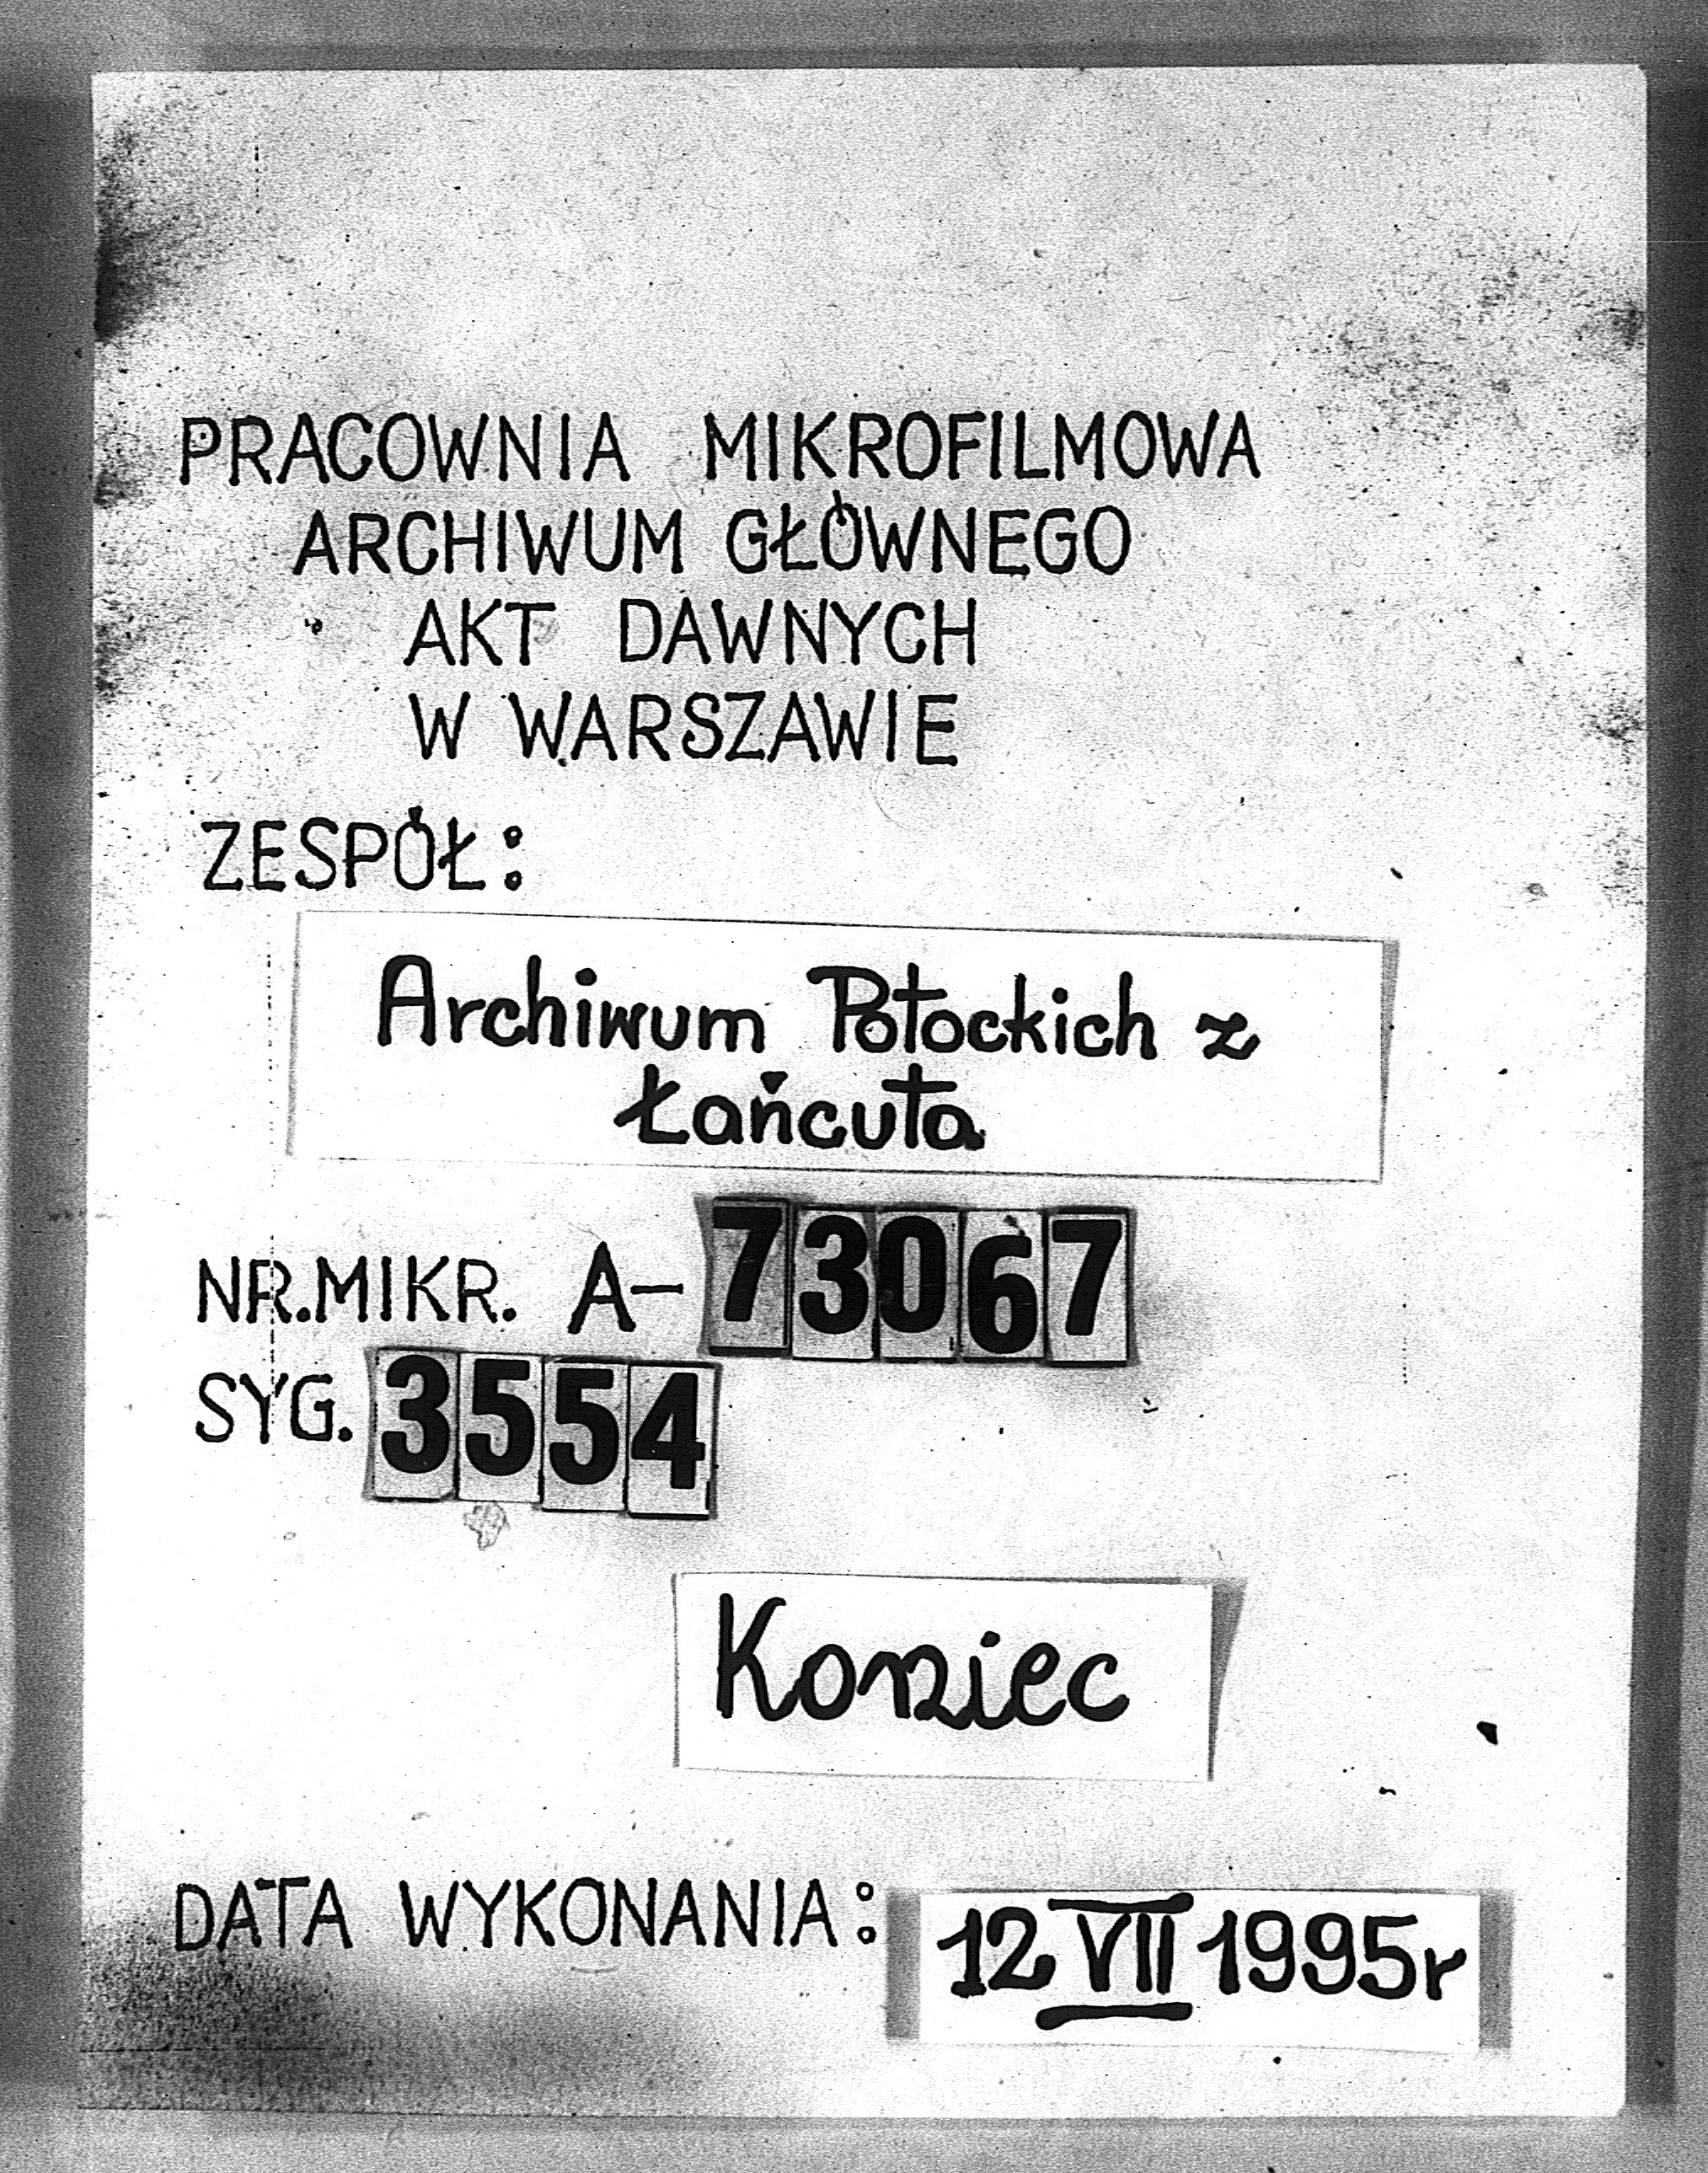 PRACOWNIA MIKROFILMOWA
ARCHIWUM GŁÓWNEGO
AKT DAWNYCH
W WARSZAWIE
ZESPÓŁ:
Archiwum Potockich z
Łańcuta
NR.MIKR. A-73067
SYG. 3554
Koniec
DATA WYKONANIA: 12 VII 1995r